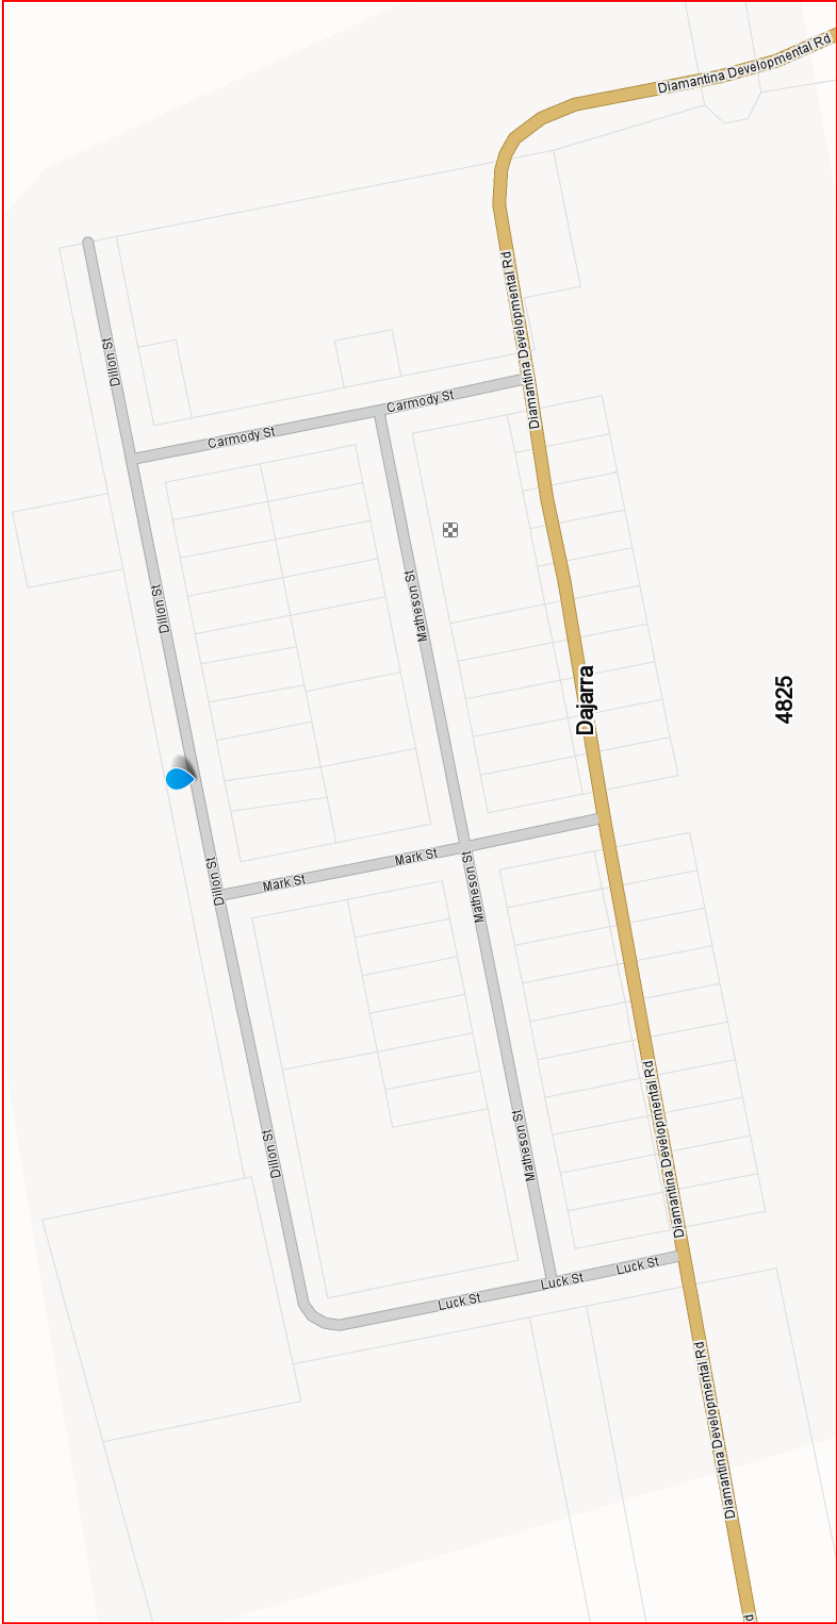 Diamantina Developmental Rd
Diamantina Developmental Rd
Dillon St
Carmody St
Carmody St
Dillon St
Matheson St
Dajarra
4825
Dillon St
Mark St
Mark St
Matheson St
Diamantina Developmental Rd
Dillon St
Matheson St
Luck St
Luck St
Luck St
Diamantina Developmental Rd
d